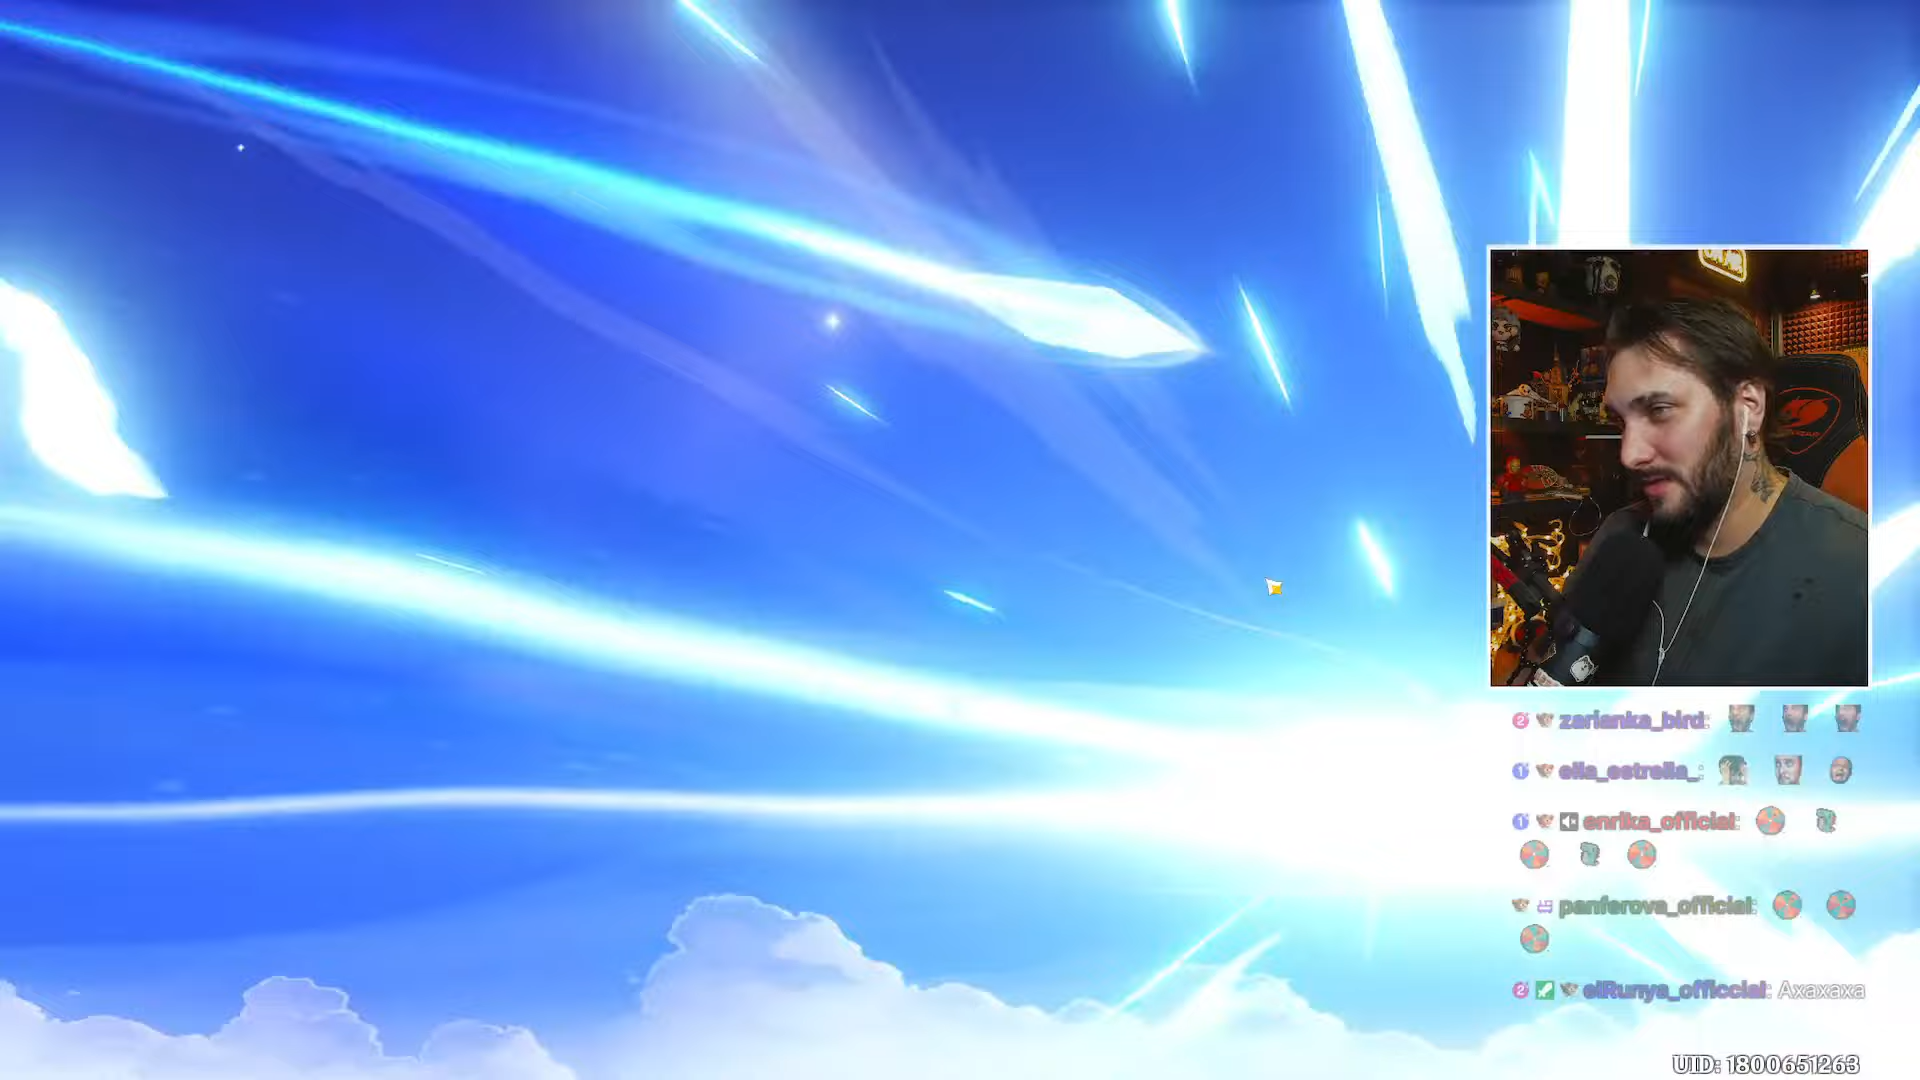 zarianka_bird:
ella_estrella_:
enrika_official:
panferova_official:
elRunya_officcial: Axaxaxa
UID: 1800651263